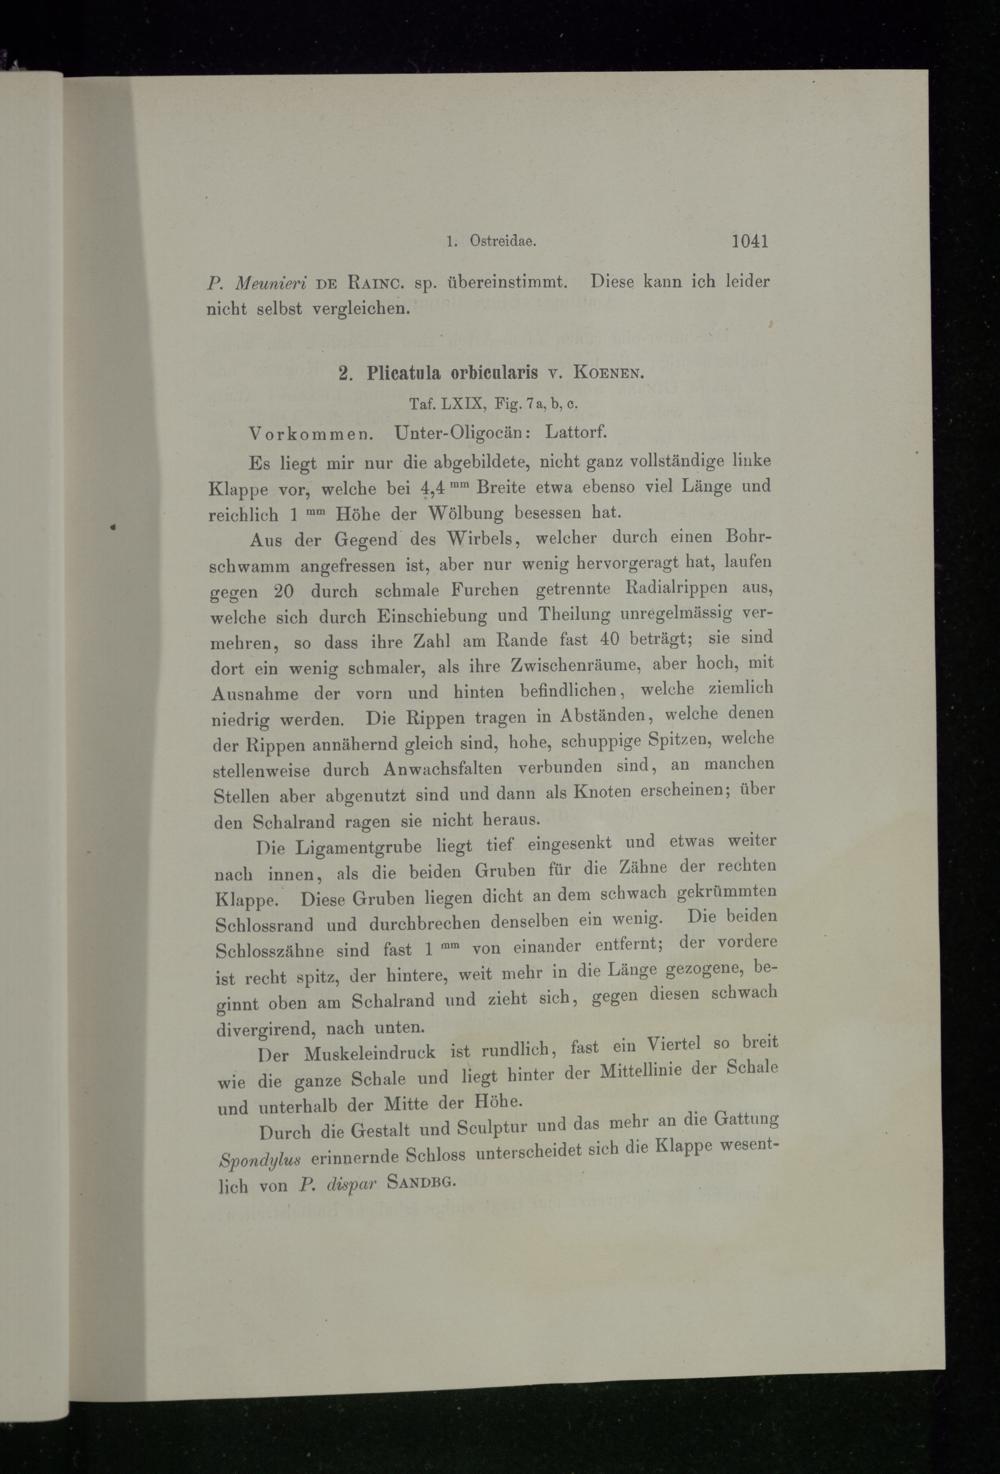 1. Ostreidae. 1041
P. Meunieri DE RAINC. sp. übereinstimmt. Diese kann ich leider
nicht selbst vergleichen.
2. Plicatula orbicularis v. KOENEN.
Taf. LXIX, Fig. 7a, b, c.
Vorkommen. Unter-Oligocän: Lattorf.
Es liegt mir nur die abgebildete, nicht ganz vollständige linke
Klappe vor, welche bei 4,4 mm Breite etwa ebenso viel Länge und
reichlich 1 mm Höhe der Wölbung besessen hat.
Aus der Gegend des Wirbels, welcher durch einen Bohr-
schwamm angefressen ist, aber nur wenig hervorgeragt hat, laufen
gegen 20 durch schmale Furchen getrennte Radialrippen aus,
welche sich durch Einschiebung und Theilung unregelmässig ver-
mehren, so dass ihre Zahl am Rande fast 40 beträgt; sie sind
dort ein wenig schmaler, als ihre Zwischenräume, aber hoch, mit
Ausnahme der vorn und hinten befindlichen, welche ziemlich
niedrig werden. Die Rippen tragen in Abständen, welche denen
der Rippen annähernd gleich sind, hohe, schuppige Spitzen, welche
stellenweise durch Anwachsfalten verbunden sind, an manchen
Stellen aber abgenutzt sind und dann als Knoten erscheinen; über
den Schalrand ragen sie nicht heraus.
Die Ligamentgrube liegt tief eingesenkt und etwas weiter
nach innen, als die beiden Gruben für die Zähne der rechten
Klappe. Diese Gruben liegen dicht an dem schwach gekrümmten
Schlossrand und durchbrechen denselben ein wenig. Die beiden
Schlosszähne sind fast 1 mm von einander entfernt; der vordere
ist recht spitz, der hintere, weit mehr in die Länge gezogene, be-
ginnt oben am Schalrand und zieht sich, gegen diesen schwach
divergirend, nach unten.
Der Muskeleindruck ist rundlich, fast ein Viertel so breit
wie die ganze Schale und liegt hinter der Mittellinie der Schale
und unterhalb der Mitte der Höhe.
Durch die Gestalt und Sculptur und das mehr an die Gattung
Spondylus erinnernde Schloss unterscheidet sich die Klappe wesent-
lich von P. dispar SANDBG.